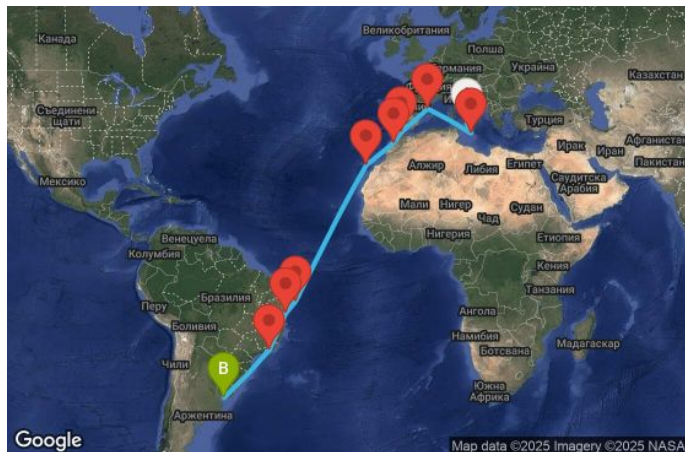 Канада
Великобритания
Полша
Германия
Украйна
Казахстан
Съединени
щати
Турция
Ирак
Иран
Афганистан
Пакистан
Мексико
Алжир
Либия
Египет
Саудитска
Арабия
Мали
Нигер
Чад
Судан
Венецуела
Колумбия
Нигерия
Етиопия
Кения
Перу
Бразилия
Танзания
Боливия
Ангола
Намибия
Ботсвана
Мадагаскар
Чили
B
Южна
Африка
Аржентина
Google
Map data ©2025 Imagery ©2025 NASA